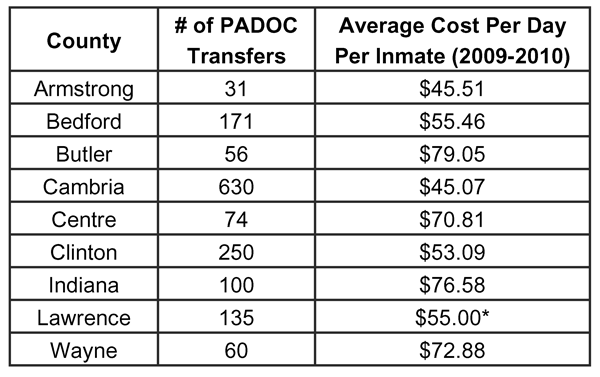 County # of PADOC Transfers Average Cost Per Day Per Inmate (2009-2010)
Armstrong 31 $45.51
Bedford 171 $55.46
Butler 56 $79.05
Cambria 630 $45.07
Centre 74 $70.81
Clinton 250 $53.09
Indiana 100 $76.58
Lawrence 135 $55.00*
Wayne 60 $72.88